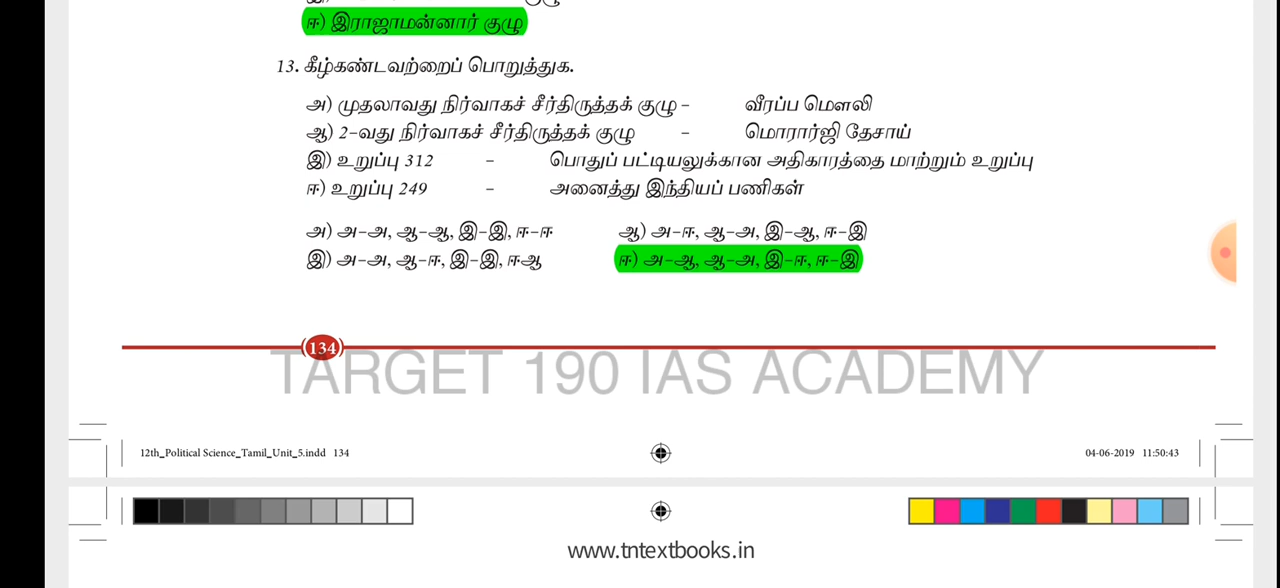 ஈ) இராஜாமன்னார் குழு
13. கீழ்கண்டவற்றைப் பொறுத்துக.
அ) முதலாவது நிர்வாகச் சீர்திருத்தக் குழு – வீரப்ப மௌலி
ஆ) 2-வது நிர்வாகச் சீர்திருத்தக் குழு – மொரார்ஜி தேசாய்
இ) உறுப்பு 312 – பொதுப் பட்டியலுக்கான அதிகாரத்தை மாற்றும் உறுப்பு
ஈ) உறுப்பு 249 – அனைத்து இந்தியப் பணிகள்
அ) அ-அ, ஆ-ஆ, இ-இ, ஈ-ஈ ஆ) அ-ஈ, ஆ-அ, இ-ஆ, ஈ-இ
இ) அ-அ, ஆ-ஈ, இ-இ, ஈஆ ஈ) அ-ஆ, ஆ-அ, இ-ஈ, ஈ-இ
134
TARGET 190 IAS ACADEMY
12th_Political Science_Tamil_Unit_5.indd 134 04-06-2019 11:50:43
www.tntextbooks.in